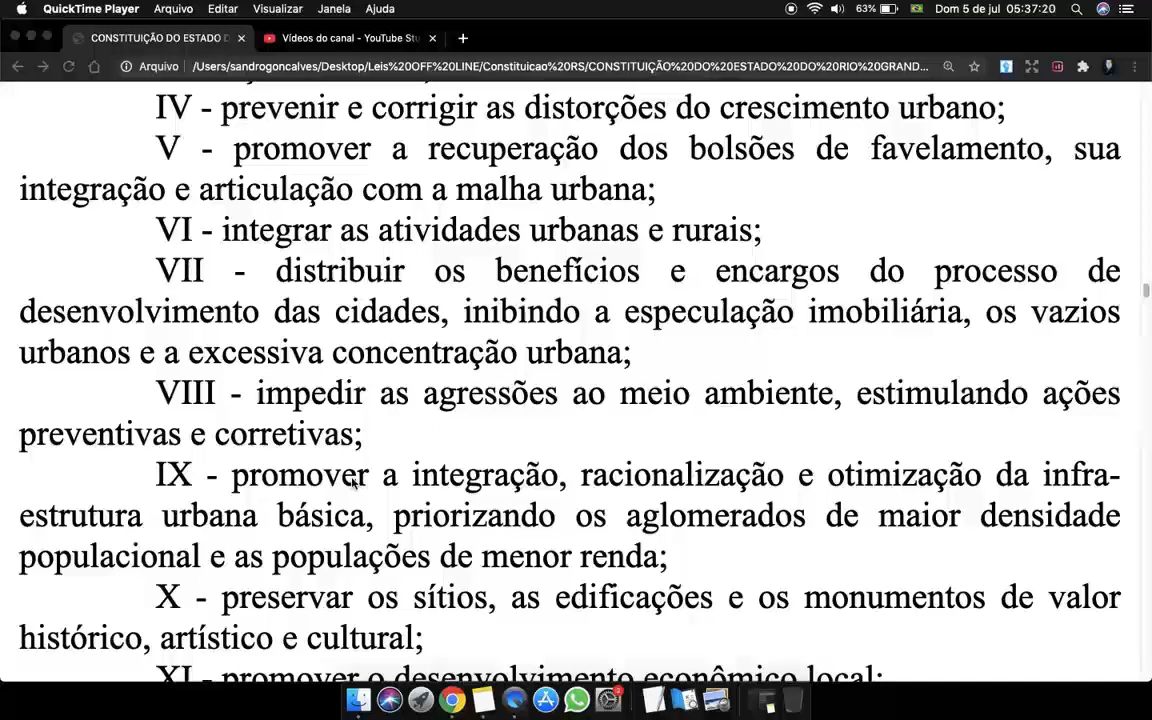 QuickTime Player Arquivo Editar Visualizar Janela Ajuda 63% Dom 5 de jul 05:37:20
CONSTITUIÇÃO DO ESTADO D Vídeos do canal - YouTube Stu
Arquivo /Users/sandrogoncalves/Desktop/Leis%20OFF%20LINE/Constituicao%20RS/CONSTITUIÇÃO%20DO%20ESTADO%20DO%20RIO%20GRAND...
IV - prevenir e corrigir as distorções do crescimento urbano;
V - promover a recuperação dos bolsões de favelamento, sua
integração e articulação com a malha urbana;
VI - integrar as atividades urbanas e rurais;
VII - distribuir os benefícios e encargos do processo de
desenvolvimento das cidades, inibindo a especulação imobiliária, os vazios
urbanos e a excessiva concentração urbana;
VIII - impedir as agressões ao meio ambiente, estimulando ações
preventivas e corretivas;
IX - promover a integração, racionalização e otimização da infra-
estrutura urbana básica, priorizando os aglomerados de maior densidade
populacional e as populações de menor renda;
X - preservar os sítios, as edificações e os monumentos de valor
histórico, artístico e cultural;
XI - promover o desenvolvimento econômico local;